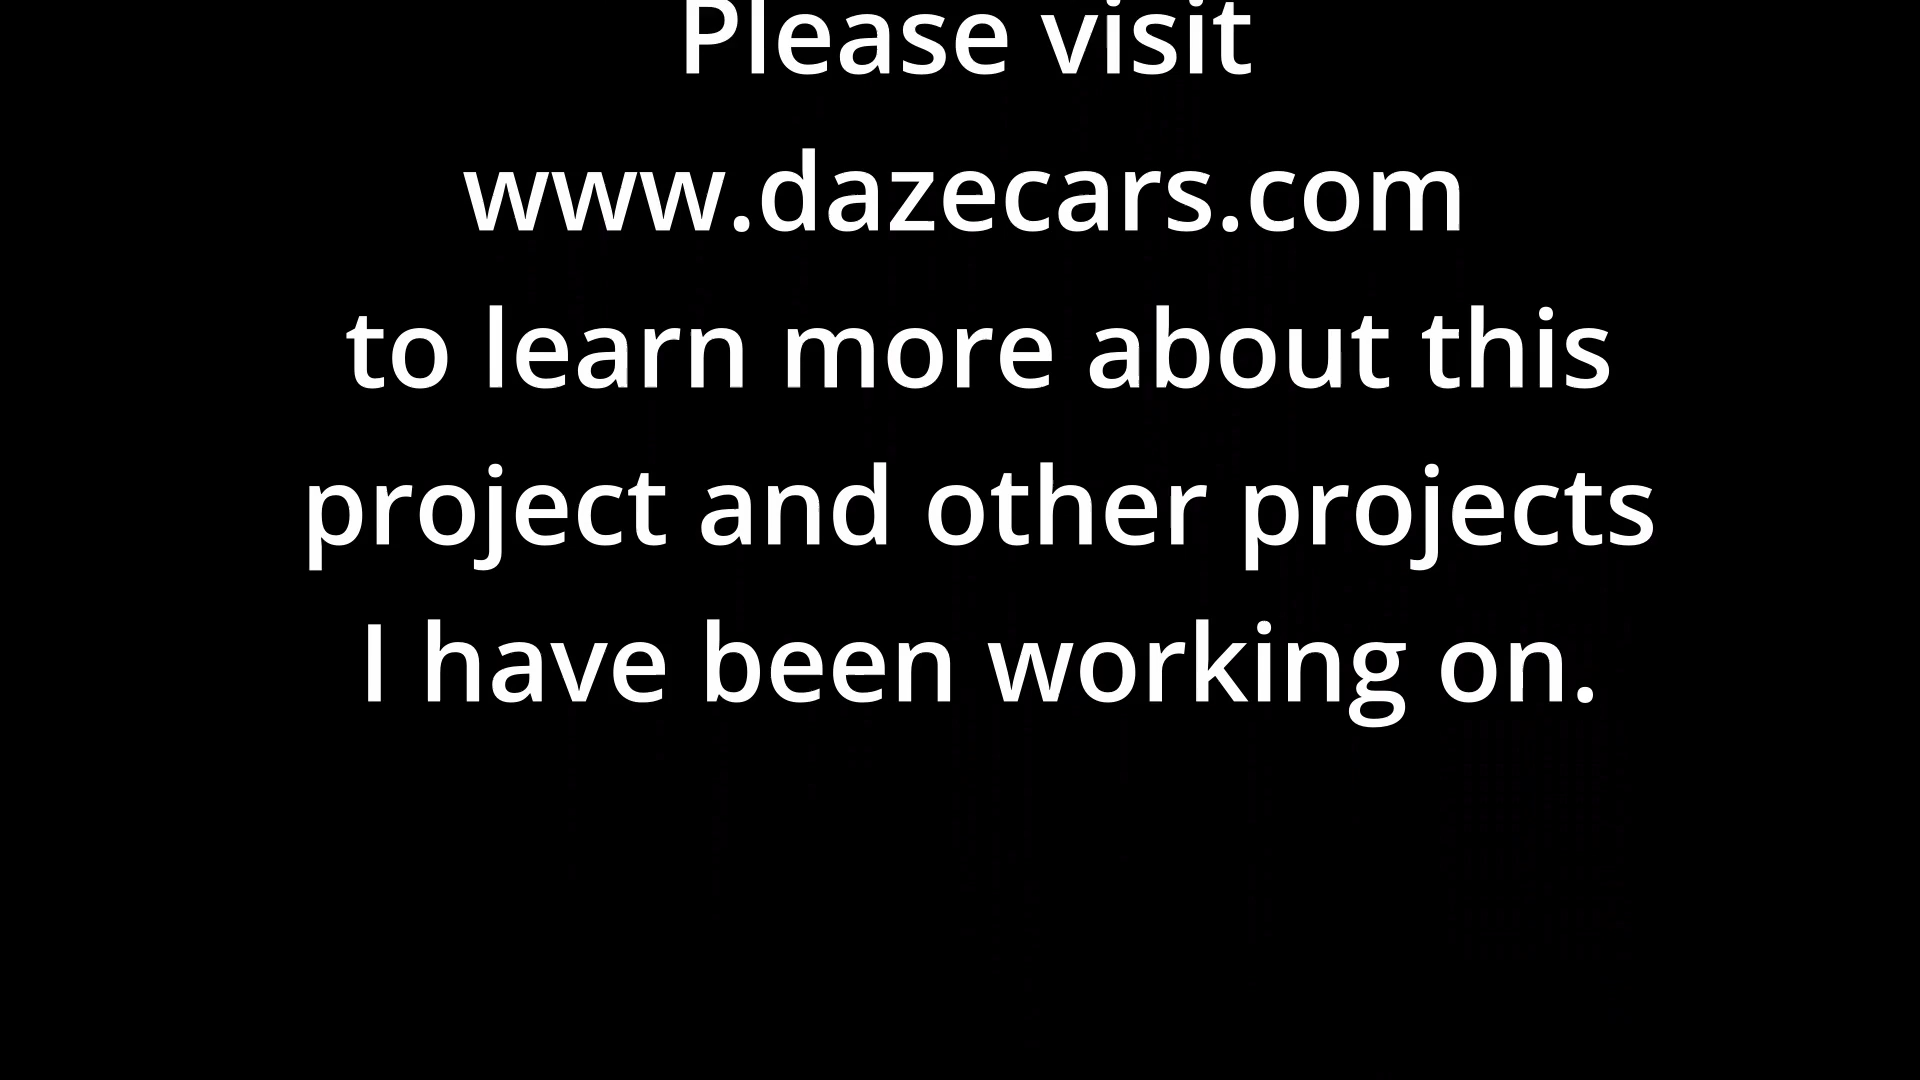 Please visit
www.dazecars.com
to learn more about this
project and other projects
I have been working on.